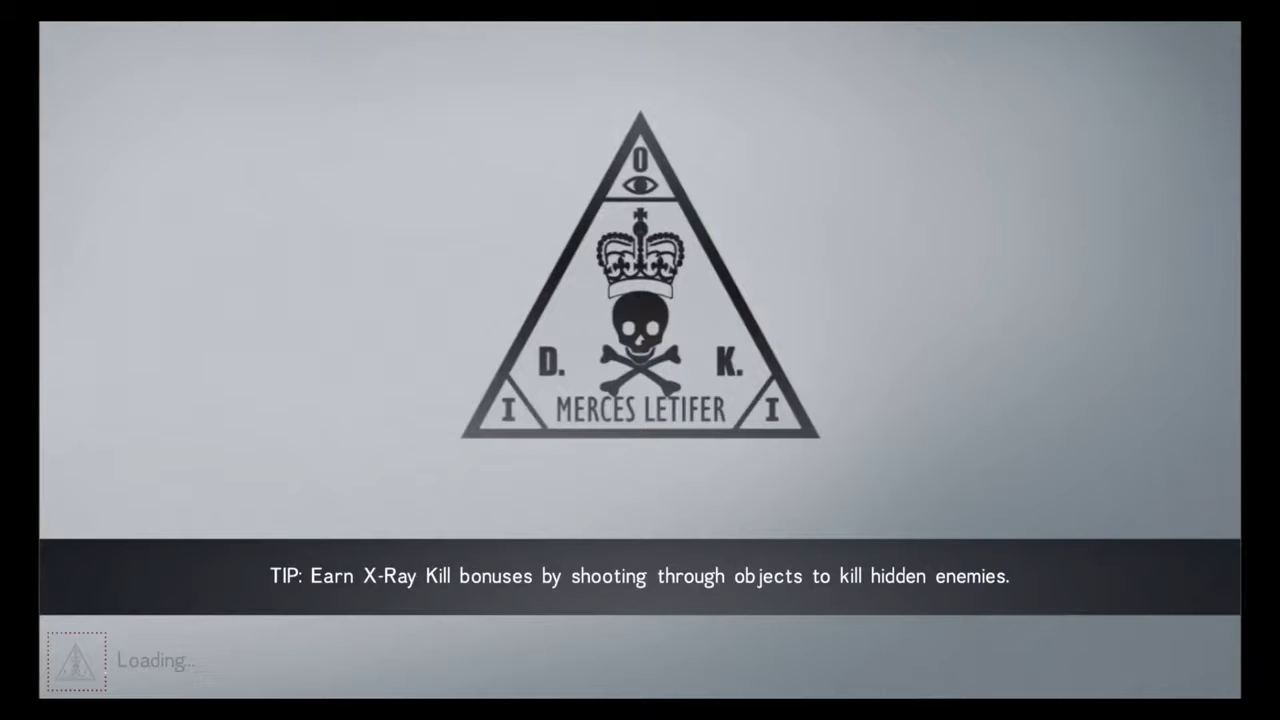 O
D. K.
I MERCES LETIFER I
TIP: Earn X-Ray Kill bonuses by shooting through objects to kill hidden enemies.
Loading...